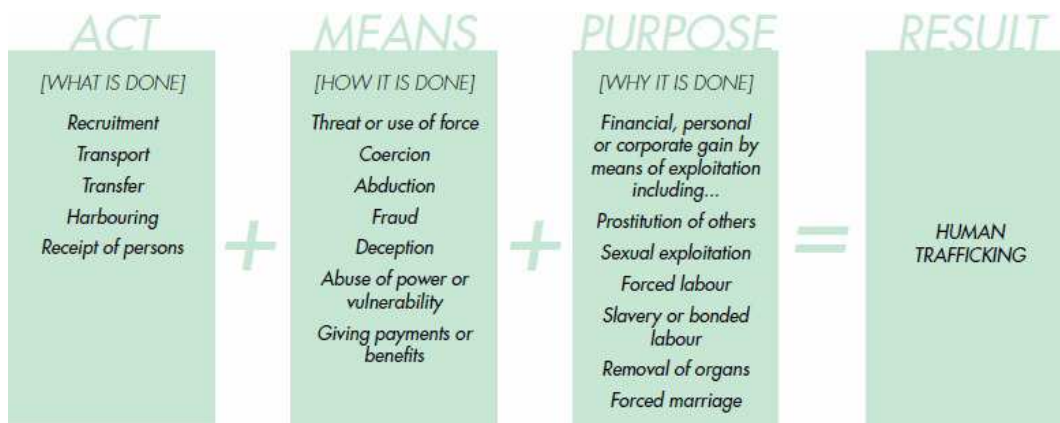 ACT
[WHAT IS DONE]
Recruitment
Transport
Transfer
Harbouring
Receipt of persons
+
MEANS
[HOW IT IS DONE]
Threat or use of force
Coercion
Abduction
Fraud
Deception
Abuse of power or
vulnerability
Giving payments or
benefits
+
PURPOSE
[WHY IT IS DONE]
Financial, personal
or corporate gain by
means of exploitation
including...
Prostitution of others
Sexual exploitation
Forced labour
Slavery or bonded
labour
Removal of organs
Forced marriage
=
RESULT
HUMAN
TRAFFICKING